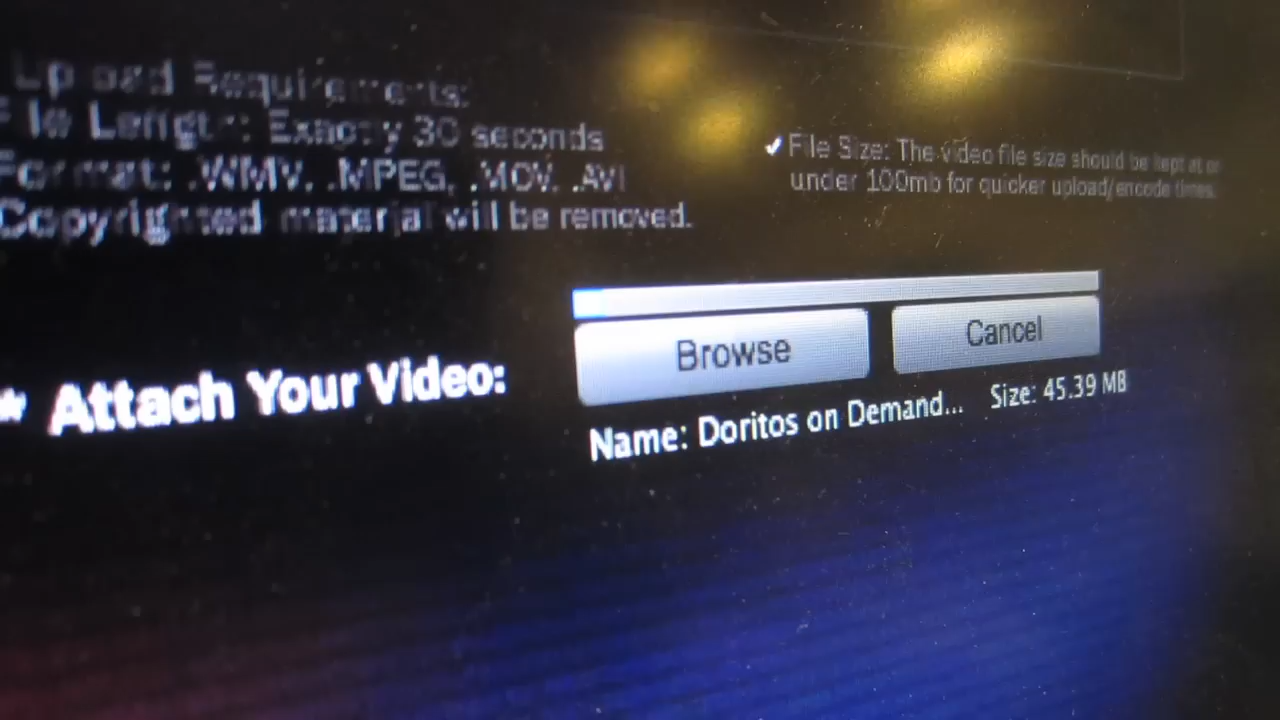 Upload Requirements:
File Length: Exactly 30 seconds
Format: .WMV, .MPEG, .MOV, .AVI
Copyrighted material will be removed.
✓ File Size: The video file size should be kept at or
under 100mb for quicker upload/encode times.
* Attach Your Video:
Browse
Cancel
Name: Doritos on Demand...
Size: 45.39 MB